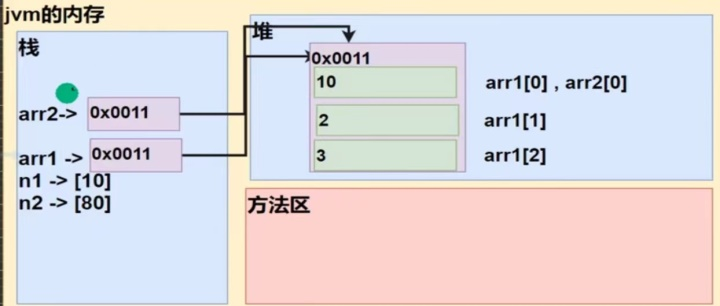 jvm的内存
栈
arr2-> 0x0011
arr1 -> 0x0011
n1 -> [10]
n2 -> [80]
堆
0x0011
10 arr1[0] , arr2[0]
2 arr1[1]
3 arr1[2]
方法区